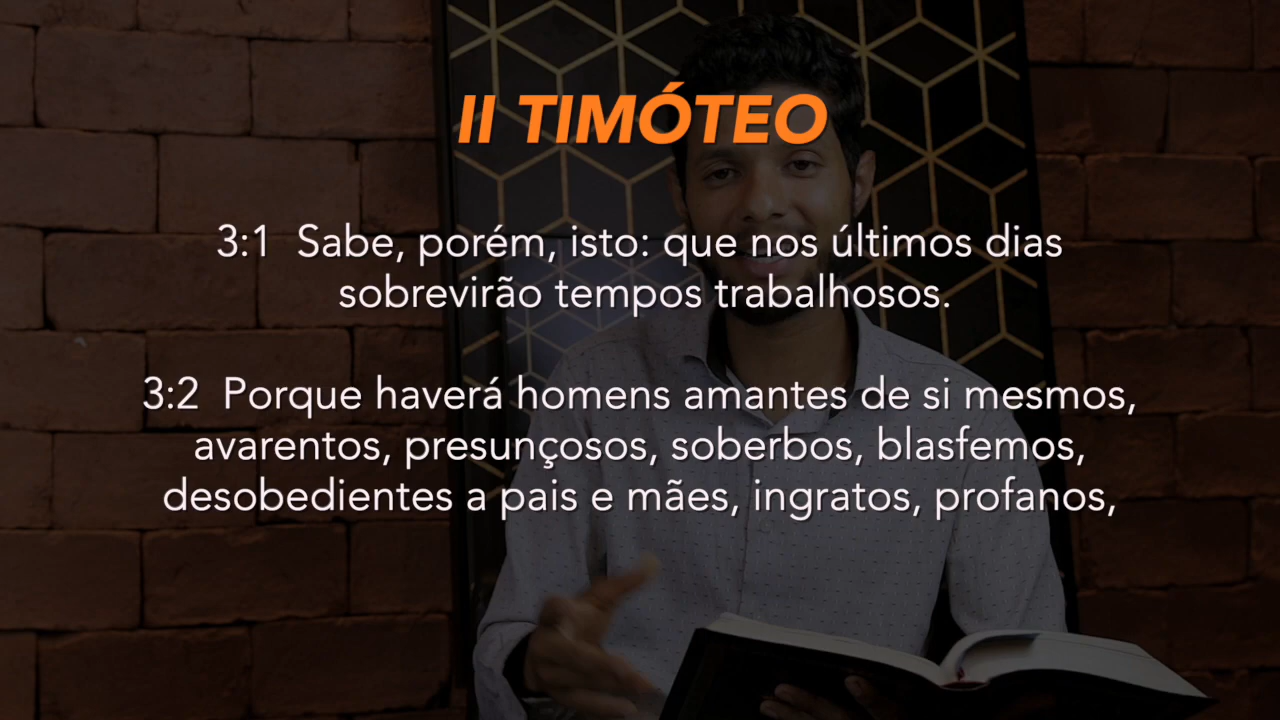 II TIMÓTEO
3:1 Sabe, porém, isto: que nos últimos dias
sobrevirão tempos trabalhosos.
3:2 Porque haverá homens amantes de si mesmos,
avarentos, presunçosos, soberbos, blasfemos,
desobedientes a pais e mães, ingratos, profanos,